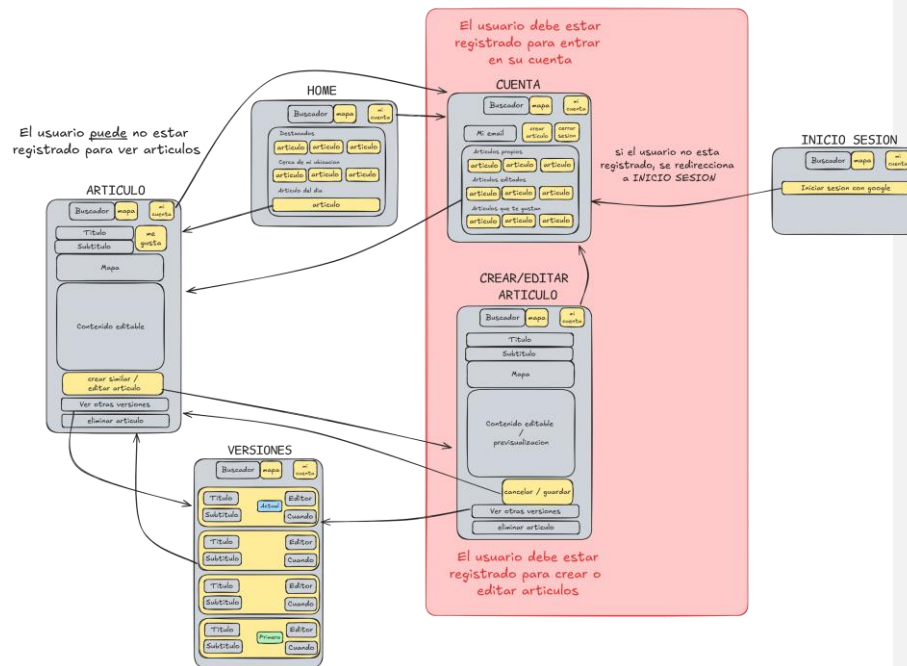 El usuario debe estar
registrado para entrar
en su cuenta
El usuario puede no estar
registrado para ver articulos
HOME
Buscador
mapa
mi
cuenta
Destacados
articulo
articulo
articulo
Cerca de mi ubicacion
articulo
articulo
articulo
Articulo del dia
articulo
CUENTA
Buscador
mapa
mi
cuenta
Mi email
crear
articulo
cerrar
sesion
Articulos propios
articulo
articulo
articulo
Articulos editados
articulo
articulo
articulo
Articulos que te gustan
articulo
articulo
articulo
si el usuario no esta
registrado, se redirecciona
a INICIO SESION
INICIO SESION
Buscador
mapa
mi
cuenta
Iniciar sesion con google
ARTICULO
Buscador
mapa
mi
cuenta
Titulo
me
gusta
Subtitulo
Mapa
Contenido editable
crear similar /
editar articulo
Ver otras versiones
eliminar articulo
CREAR/EDITAR
ARTICULO
Buscador
mapa
mi
cuenta
Titulo
Subtitulo
Mapa
Contenido editable
/
previsualizacion
cancelar / guardar
Ver otras versiones
eliminar articulo
El usuario debe estar
registrado para crear o
editar articulos
VERSIONES
Buscador
mapa
mi
cuenta
Titulo
Actual
Editor
Subtitulo
Cuando
Titulo
Editor
Subtitulo
Cuando
Titulo
Editor
Subtitulo
Cuando
Titulo
Primera
Editor
Subtitulo
Cuando